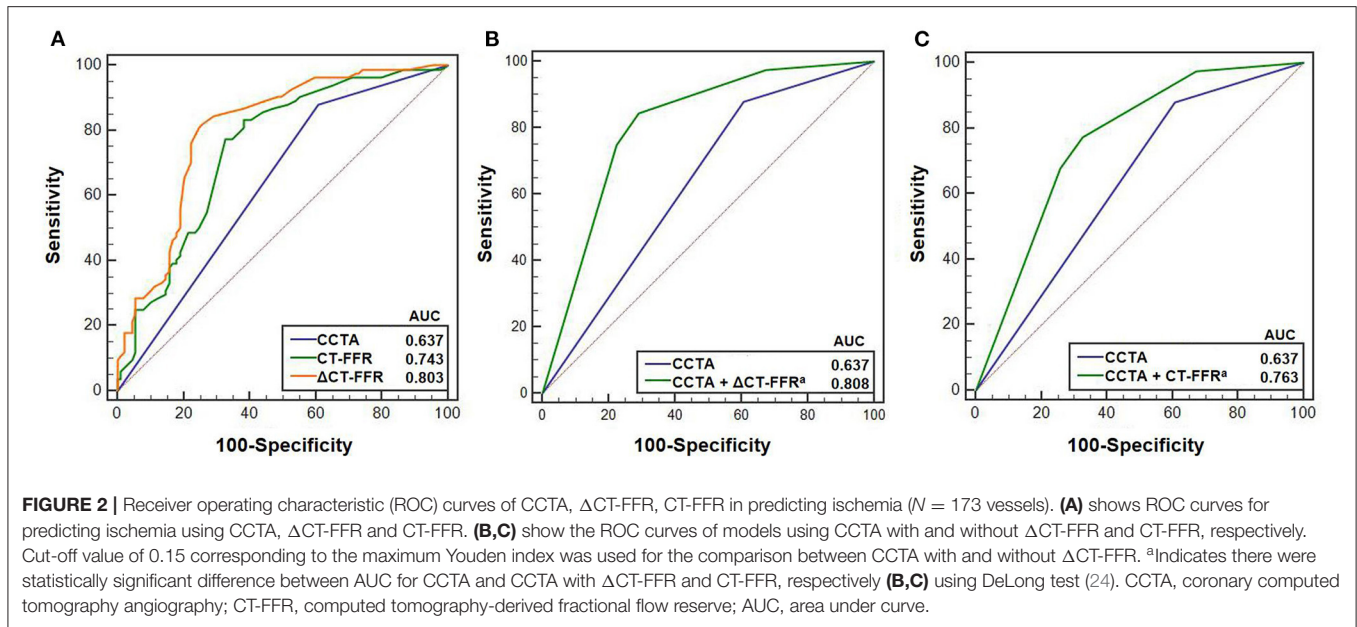 A
100
80
60
40
20
0
Sensitivity
0 20 40 60 80 100
100-Specificity
AUC
CCTA 0.637
CT-FFR 0.743
ΔCT-FFR 0.803
B
100
80
60
40
20
0
Sensitivity
0 20 40 60 80 100
100-Specificity
AUC
CCTA 0.637
CCTA + ΔCT-FFRᵃ 0.808
C
100
80
60
40
20
0
Sensitivity
0 20 40 60 80 100
100-Specificity
AUC
CCTA 0.637
CCTA + CT-FFRᵃ 0.763
FIGURE 2 | Receiver operating characteristic (ROC) curves of CCTA, ΔCT-FFR, CT-FFR in predicting ischemia (N = 173 vessels). (A) shows ROC curves for
predicting ischemia using CCTA, ΔCT-FFR and CT-FFR. (B,C) show the ROC curves of models using CCTA with and without ΔCT-FFR and CT-FFR, respectively.
Cut-off value of 0.15 corresponding to the maximum Youden index was used for the comparison between CCTA with and without ΔCT-FFR. ᵃIndicates there were
statistically significant difference between AUC for CCTA and CCTA with ΔCT-FFR and CT-FFR, respectively (B,C) using DeLong test (24). CCTA, coronary computed
tomography angiography; CT-FFR, computed tomography-derived fractional flow reserve; AUC, area under curve.